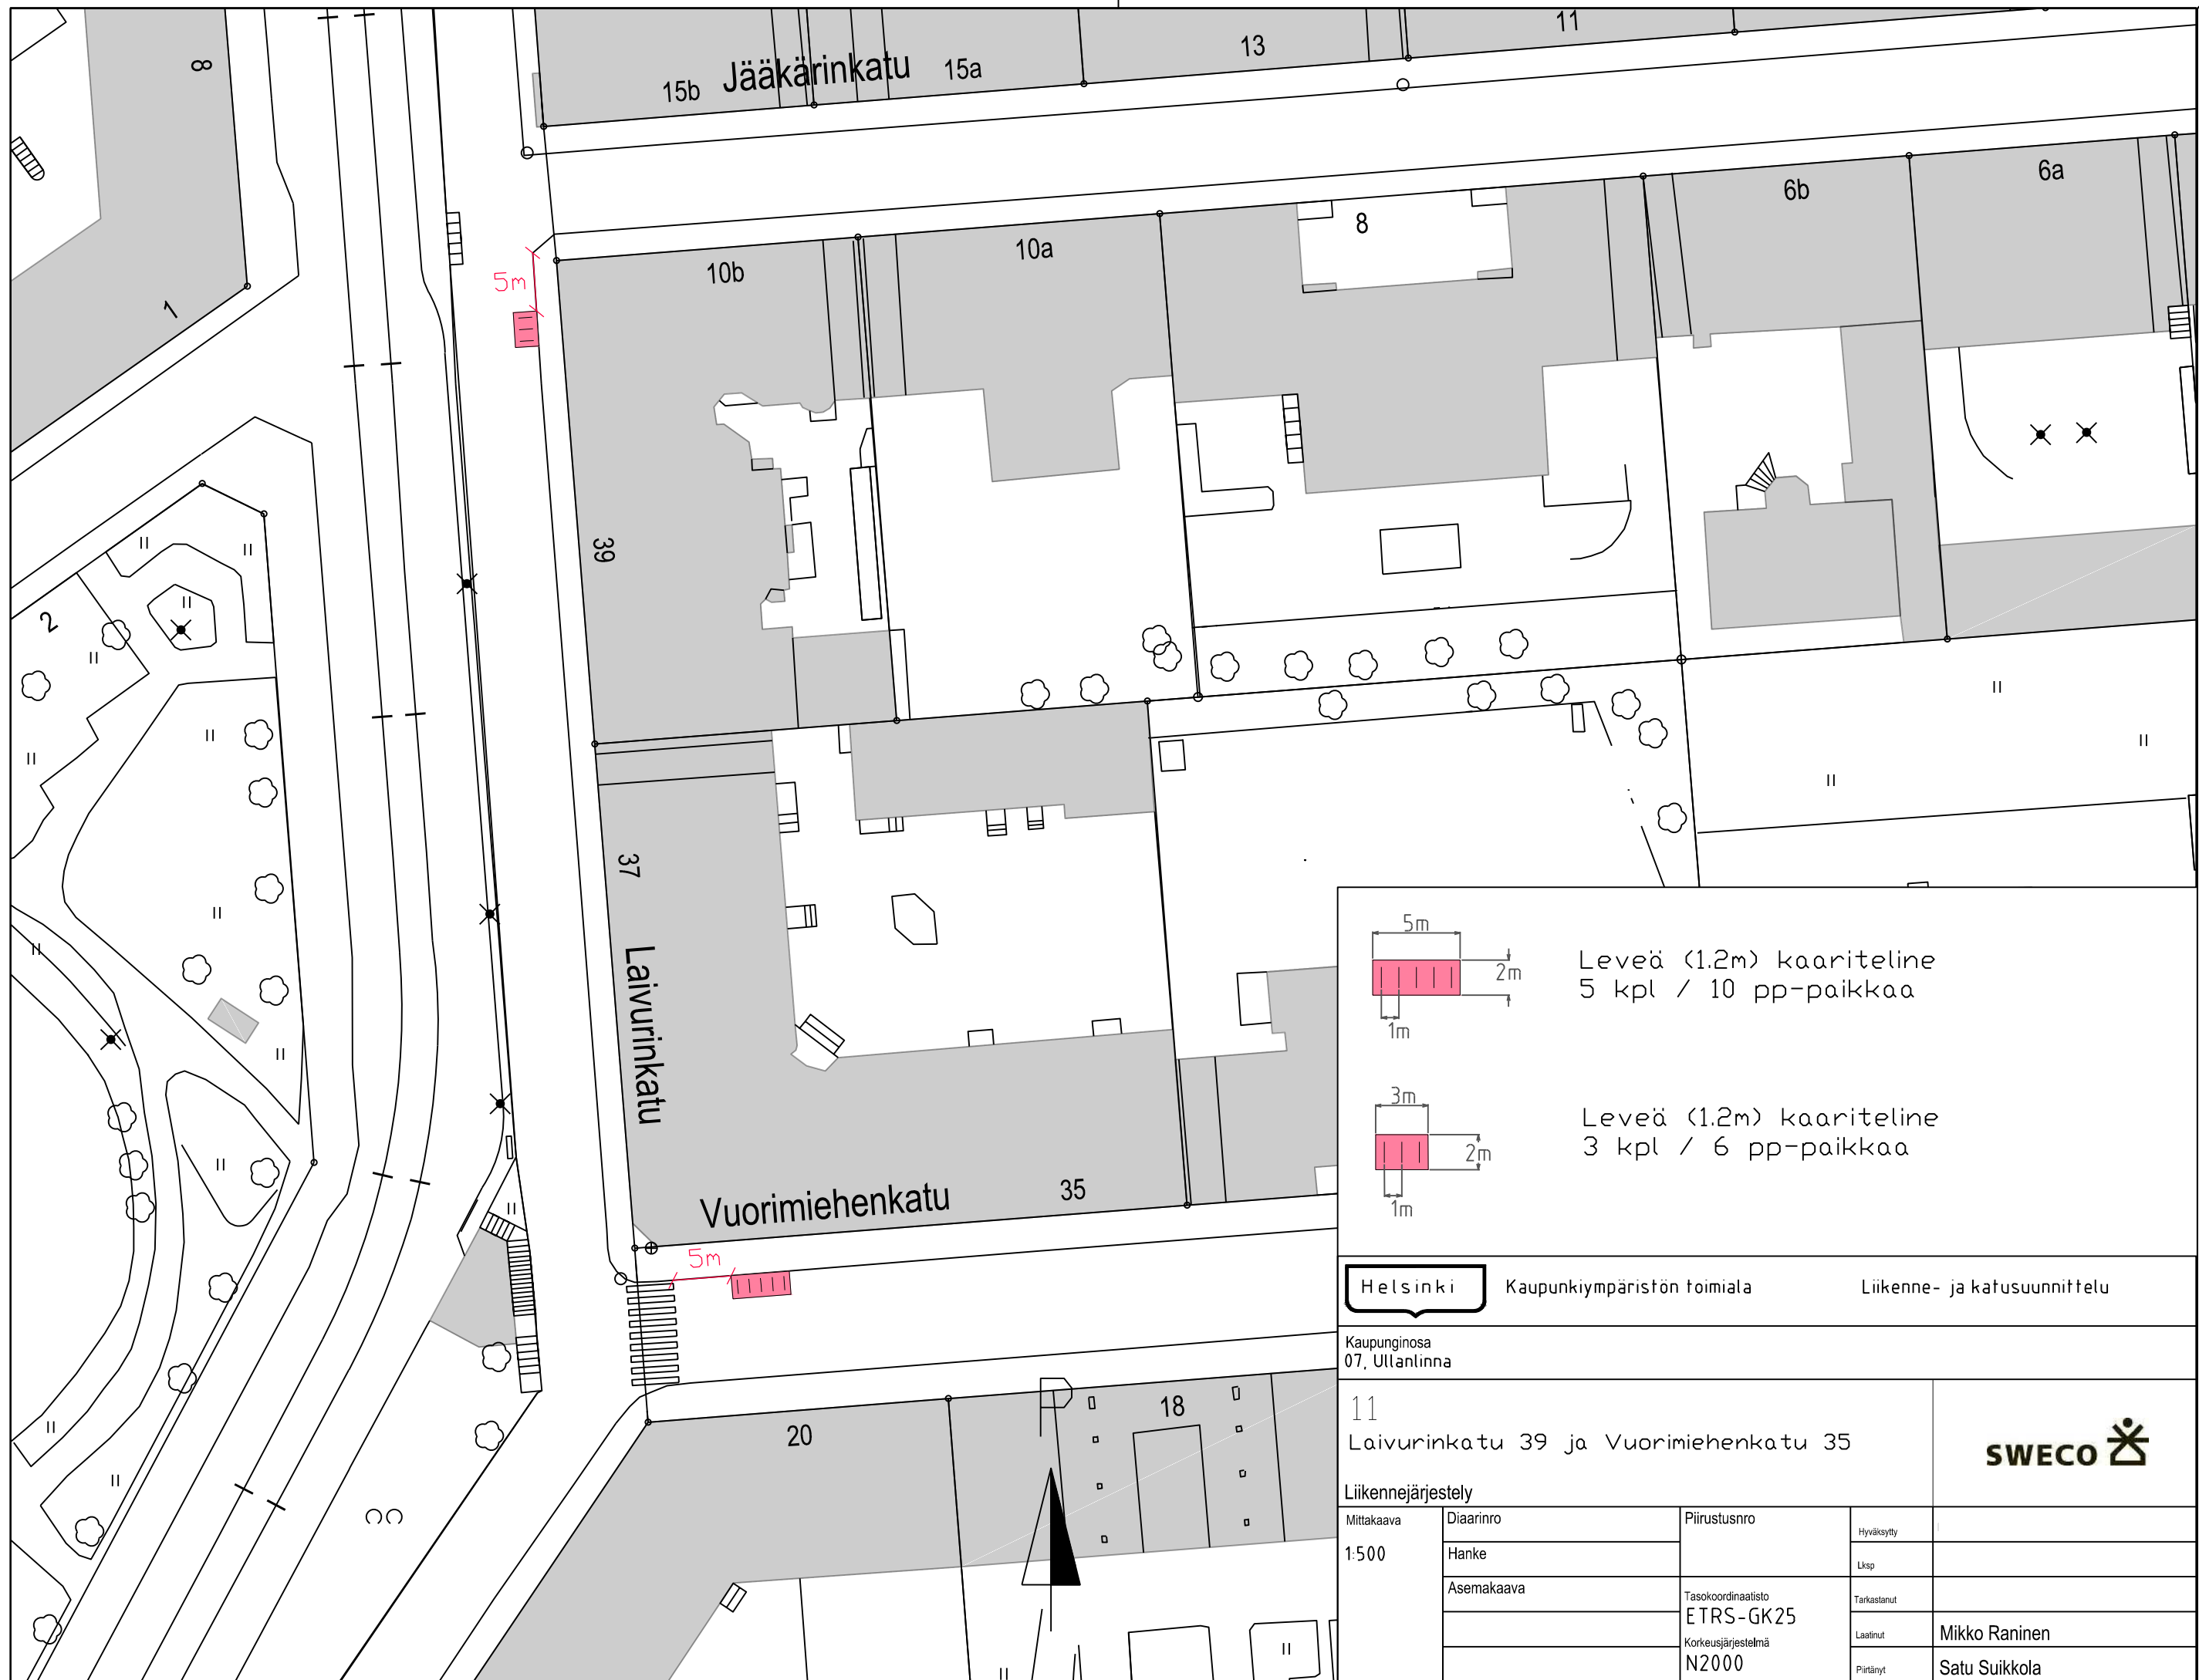 11
8
13
15b
Jääkärinkatu
15a
6a
6b
8
10a
10b
5m
1
39
2
37
Laivurinkatu
5m
2m
1m
Leveä (1.2m) kaariteline
5 kpl / 10 pp-paikkaa
3m
2m
1m
Leveä (1.2m) kaariteline
3 kpl / 6 pp-paikkaa
Vuorimiehenkatu
35
5m
20
18
P
Helsinki
Kaupunkiympäristön toimiala
Liikenne- ja katusuunnittelu
Kaupunginosa
07, Ullanlinna
11
Laivurinkatu 39 ja Vuorimiehenkatu 35
SWECO
Liikennejärjestely
Mittakaava
1:500
Diaarinro
Hanke
Asemakaava
Piirustusnro
Tasokoordinaatisto
ETRS-GK25
Korkeusjärjestelmä
N2000
Hyväksytty
Lksp
Tarkastanut
Laatinut
Mikko Raninen
Piirtänyt
Satu Suikkola